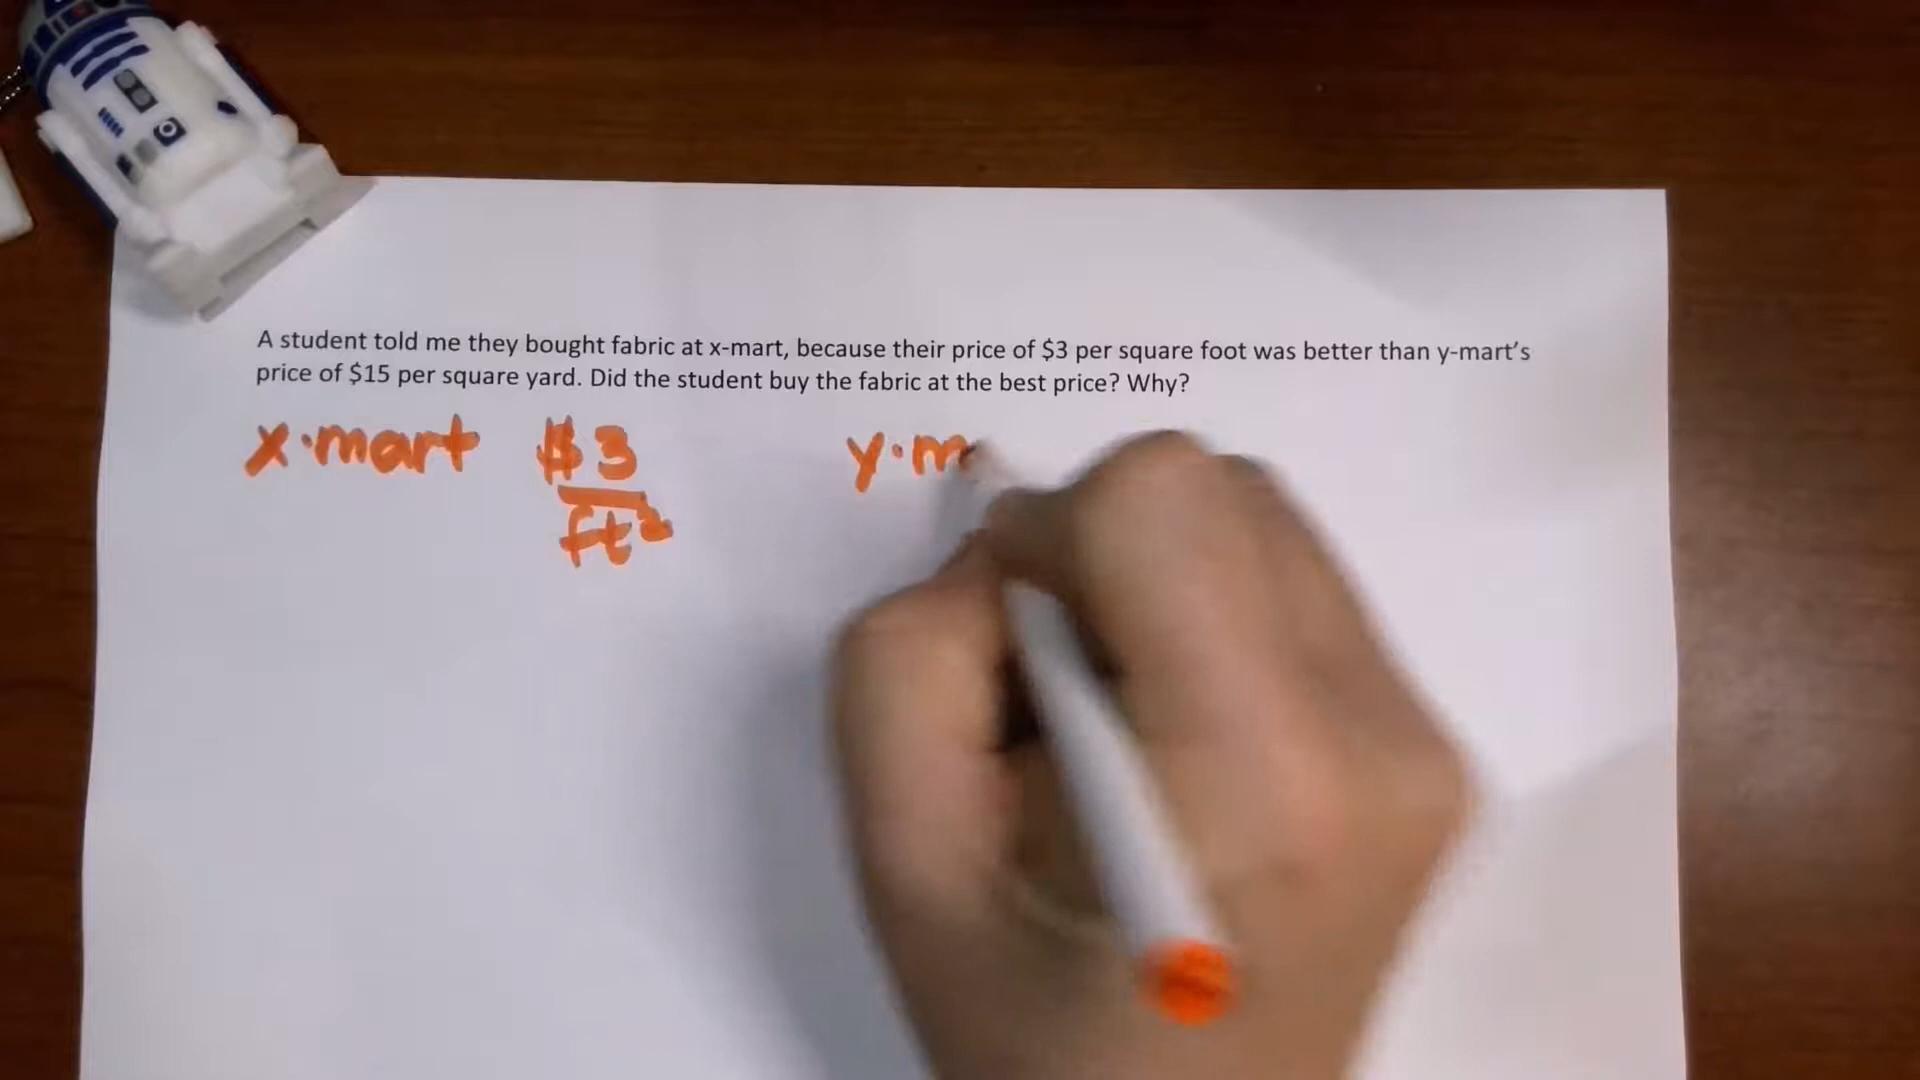 A student told me they bought fabric at x-mart, because their price of $3 per square foot was better than y-mart's
price of $15 per square yard. Did the student buy the fabric at the best price? Why?
x·mart $3 y·m
ft²